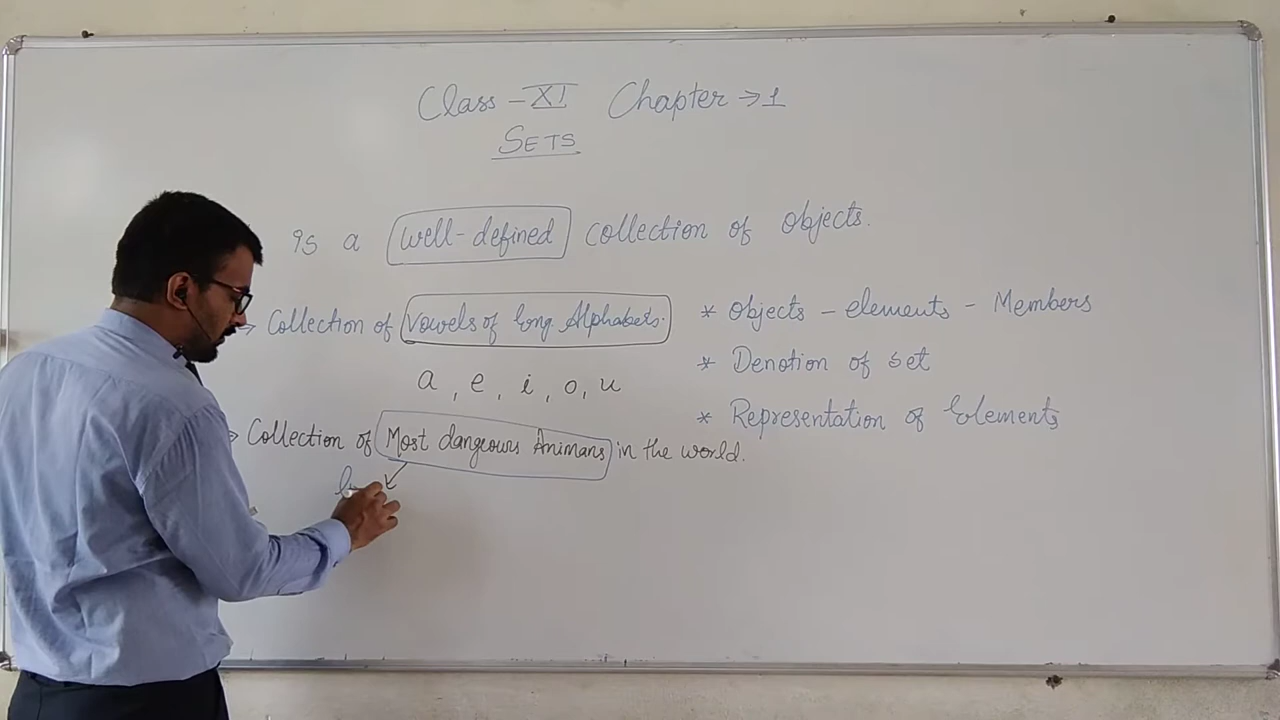 Class - XI Chapter → 1
SETS
is a well-defined collection of objects.
→ Collection of Vowels of Eng Alphabets.
a, e, i, o, u
→ Collection of Most dangeours Animans in the world.
* Objects - elements - Members
* Denotion of set
* Representation of Elements